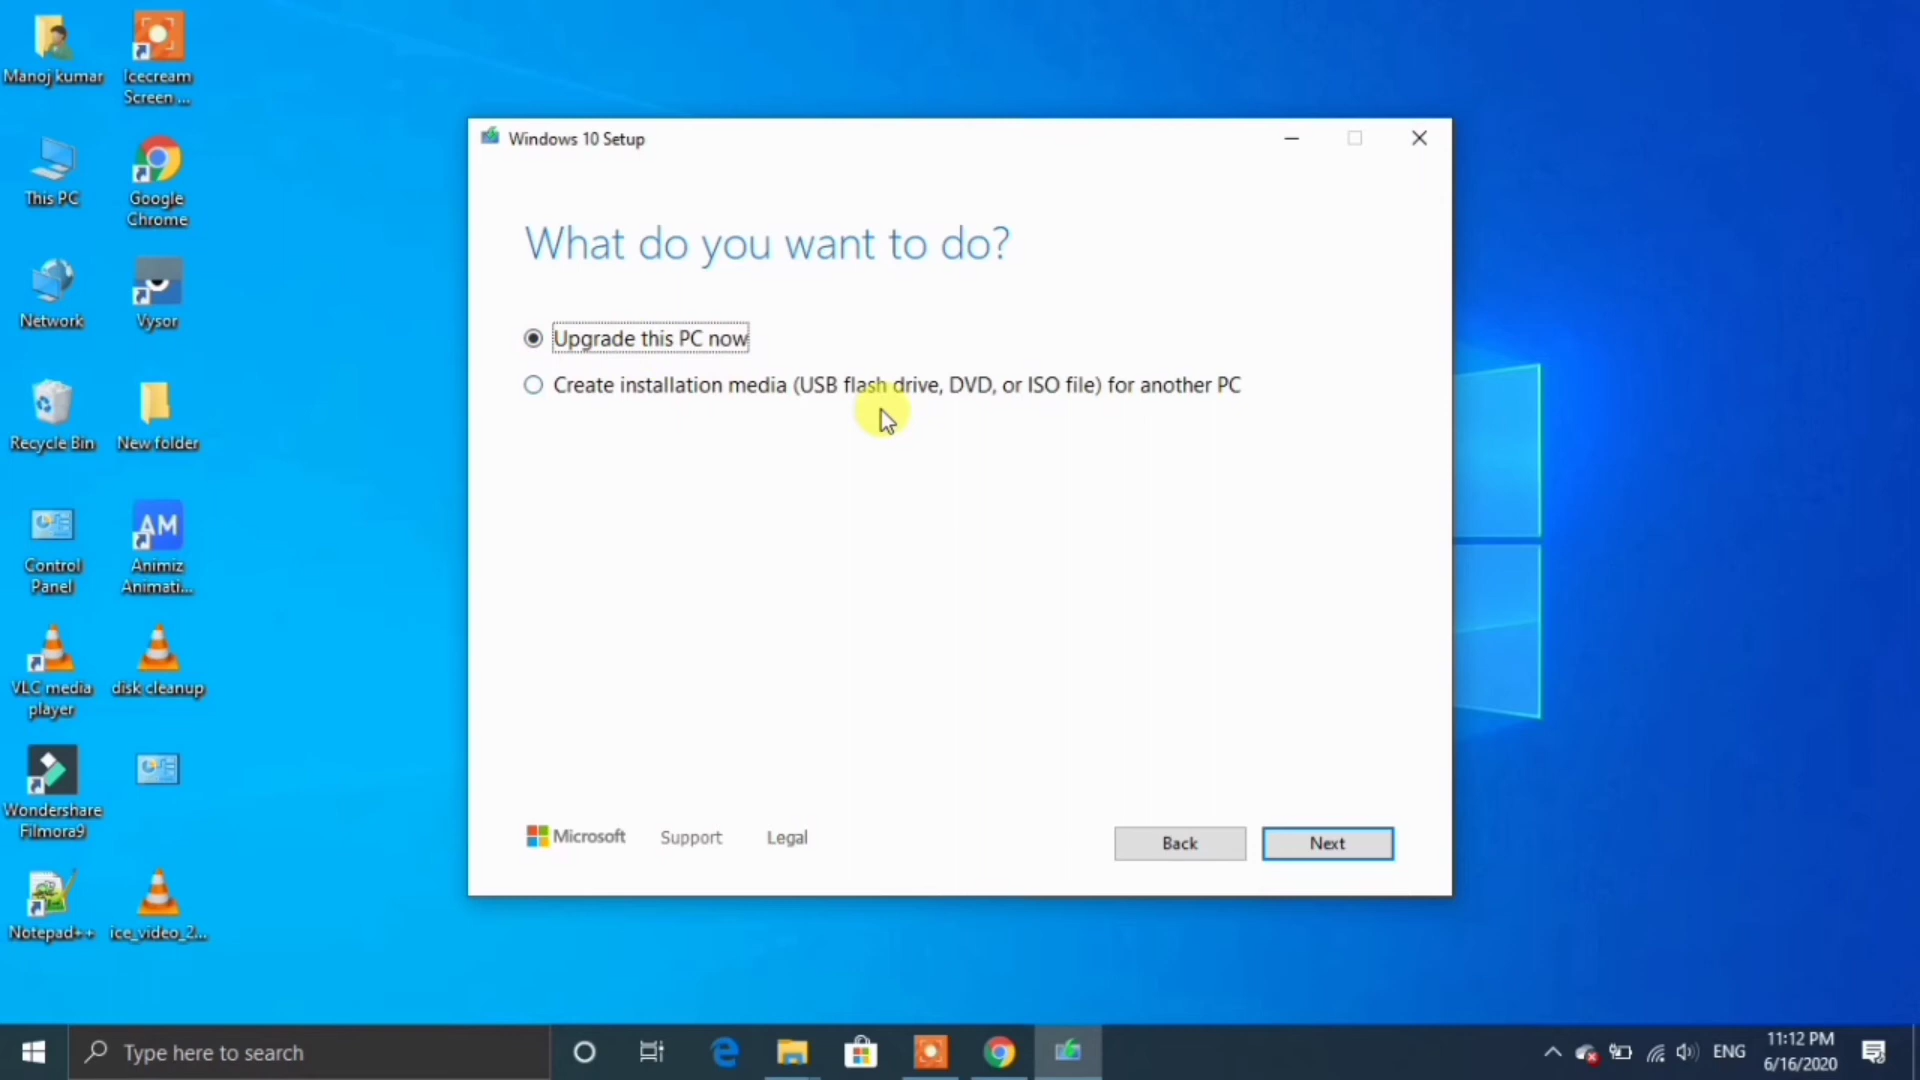 Manoj kumar
Icecream
Screen ...
This PC
Google
Chrome
Network
Vysor
Recycle Bin
New folder
Control
Panel
AM
Animiz
Animati...
VLC media
player
disk cleanup
Wondershare
Filmora9
Notepad++
ice_video_2...
Windows 10 Setup
What do you want to do?
Upgrade this PC now
Create installation media (USB flash drive, DVD, or ISO file) for another PC
Microsoft
Support
Legal
Back
Next
Type here to search
ENG
11:12 PM
6/16/2020